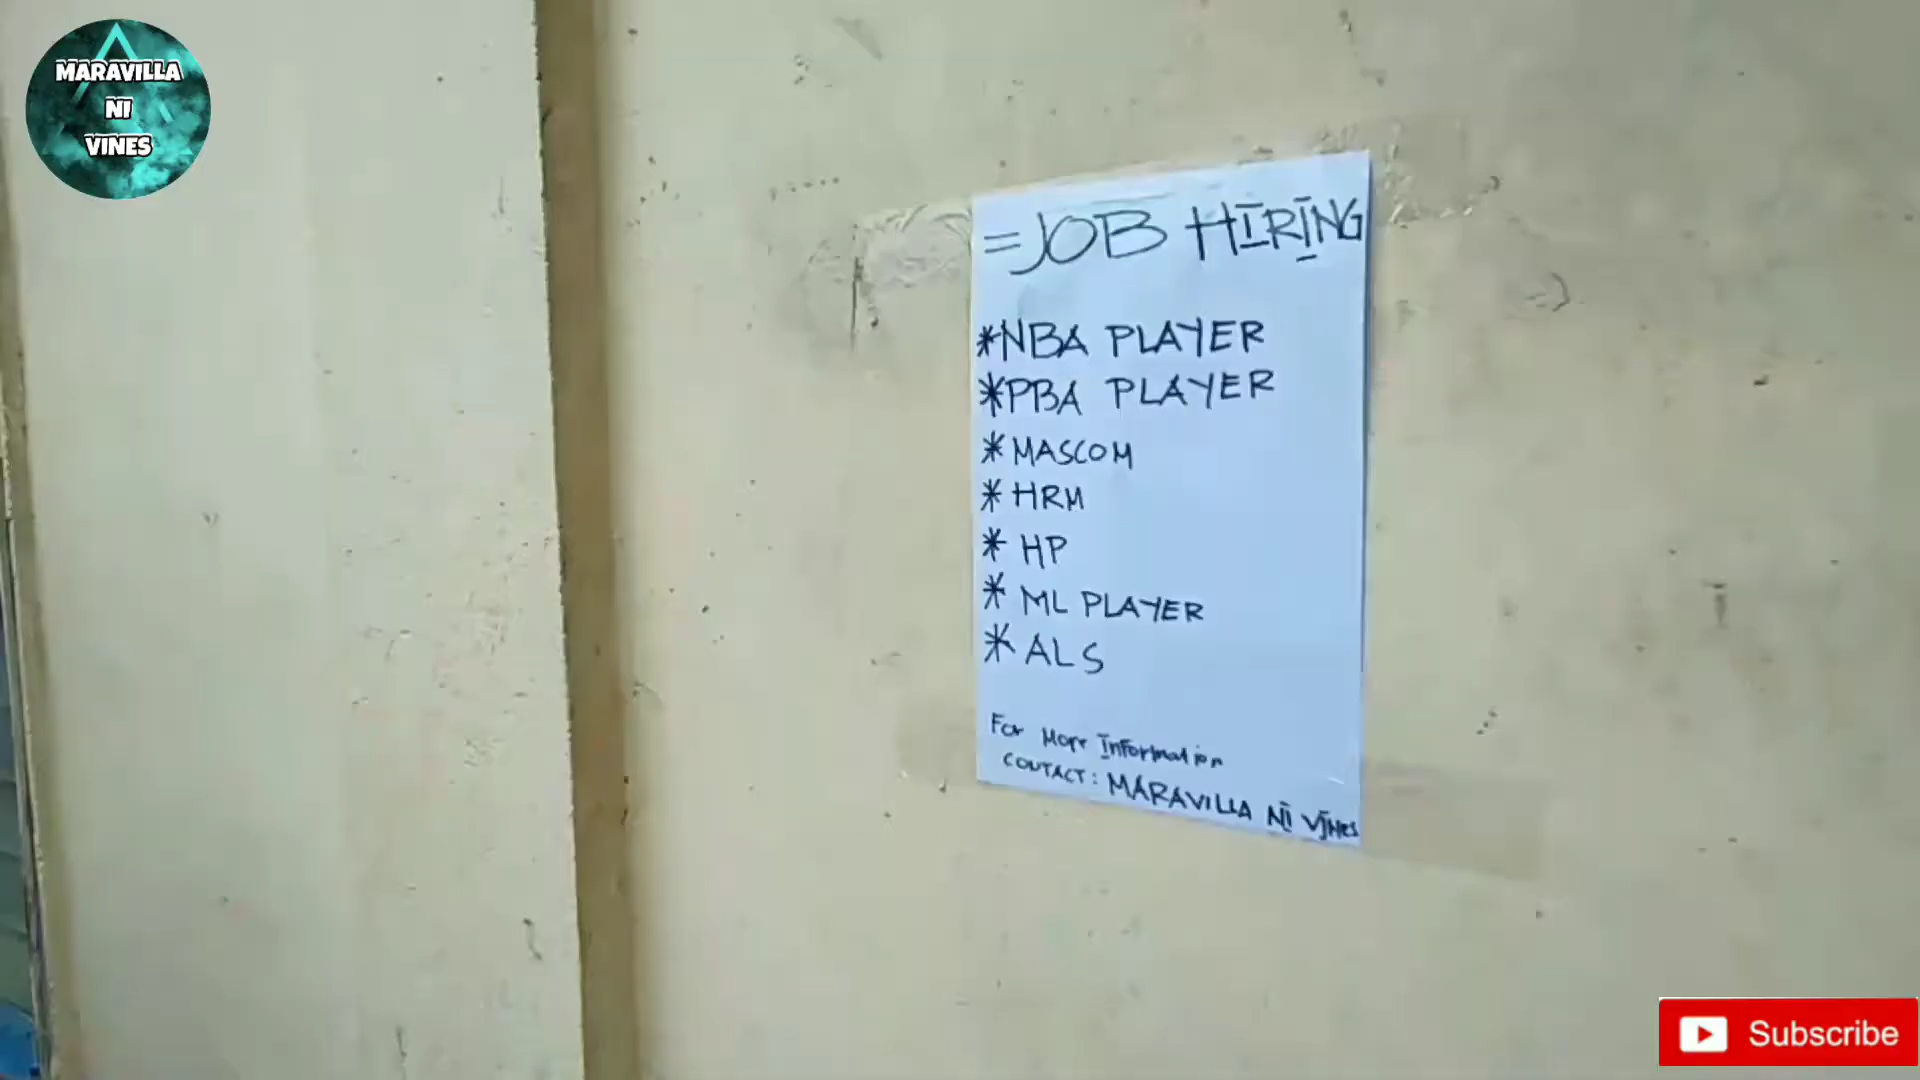 MARAVILLA
NI
VINES
=JOB HIRING
*NBA PLAYER
*PBA PLAYER
*MASCOM
*HRM
*HP
*ML PLAYER
*ALS
For More Information
CONTACT: MARAVILLA NI VINES
Subscribe